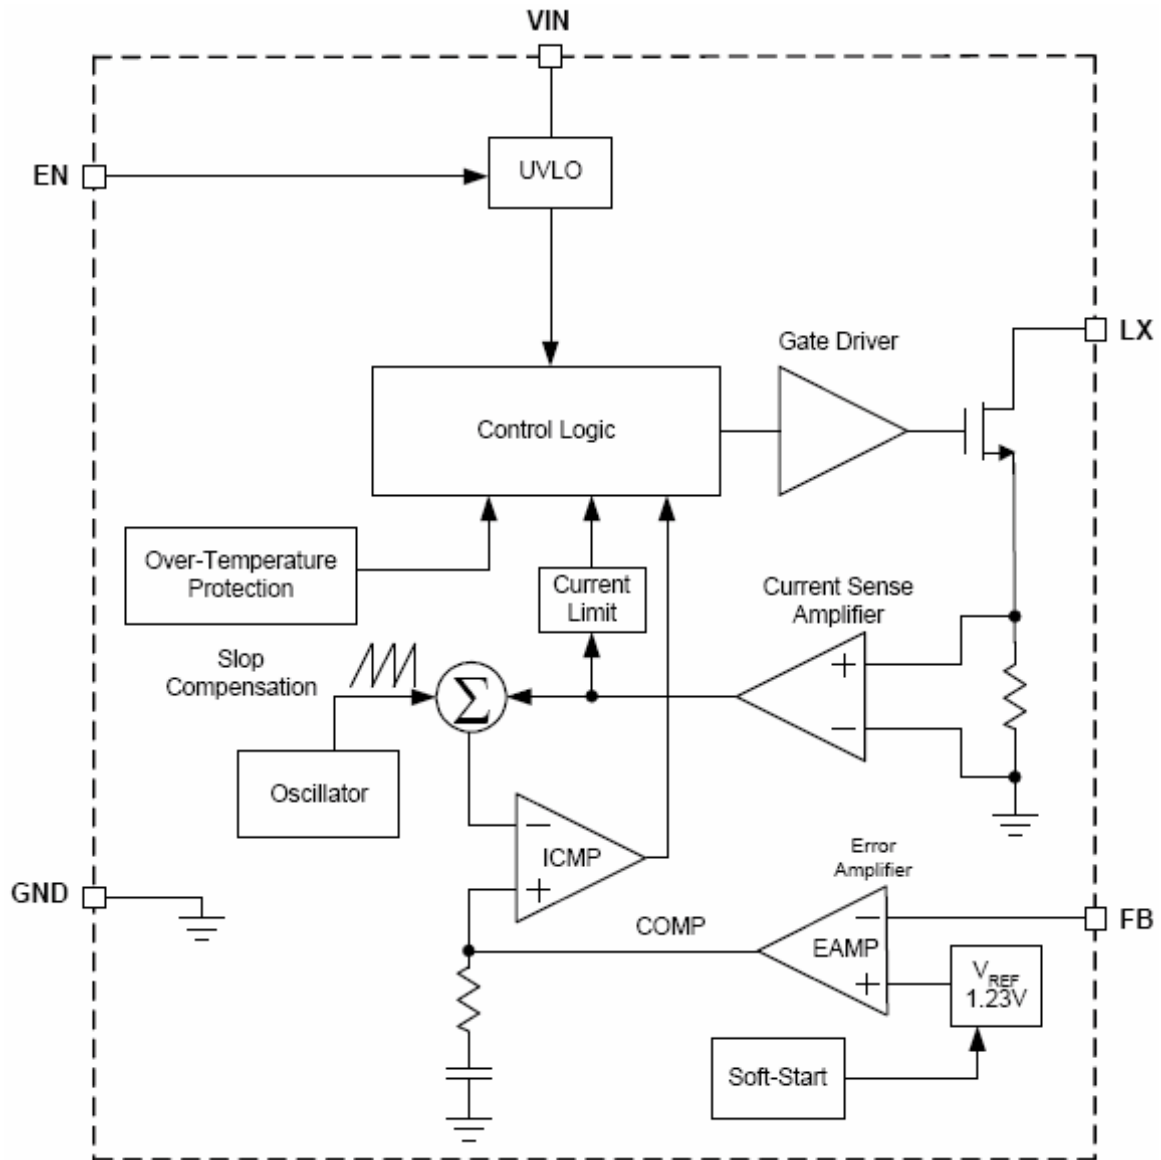 VIN
EN
UVLO
LX
Gate Driver
Control Logic
Over-Temperature
Protection
Current
Limit
Current Sense
Amplifier
+
−
Slop
Compensation
Σ
Oscillator
−
ICMP
+
Error
Amplifier
GND
COMP
−
EAMP
+
FB
VREF
1.23V
Soft-Start